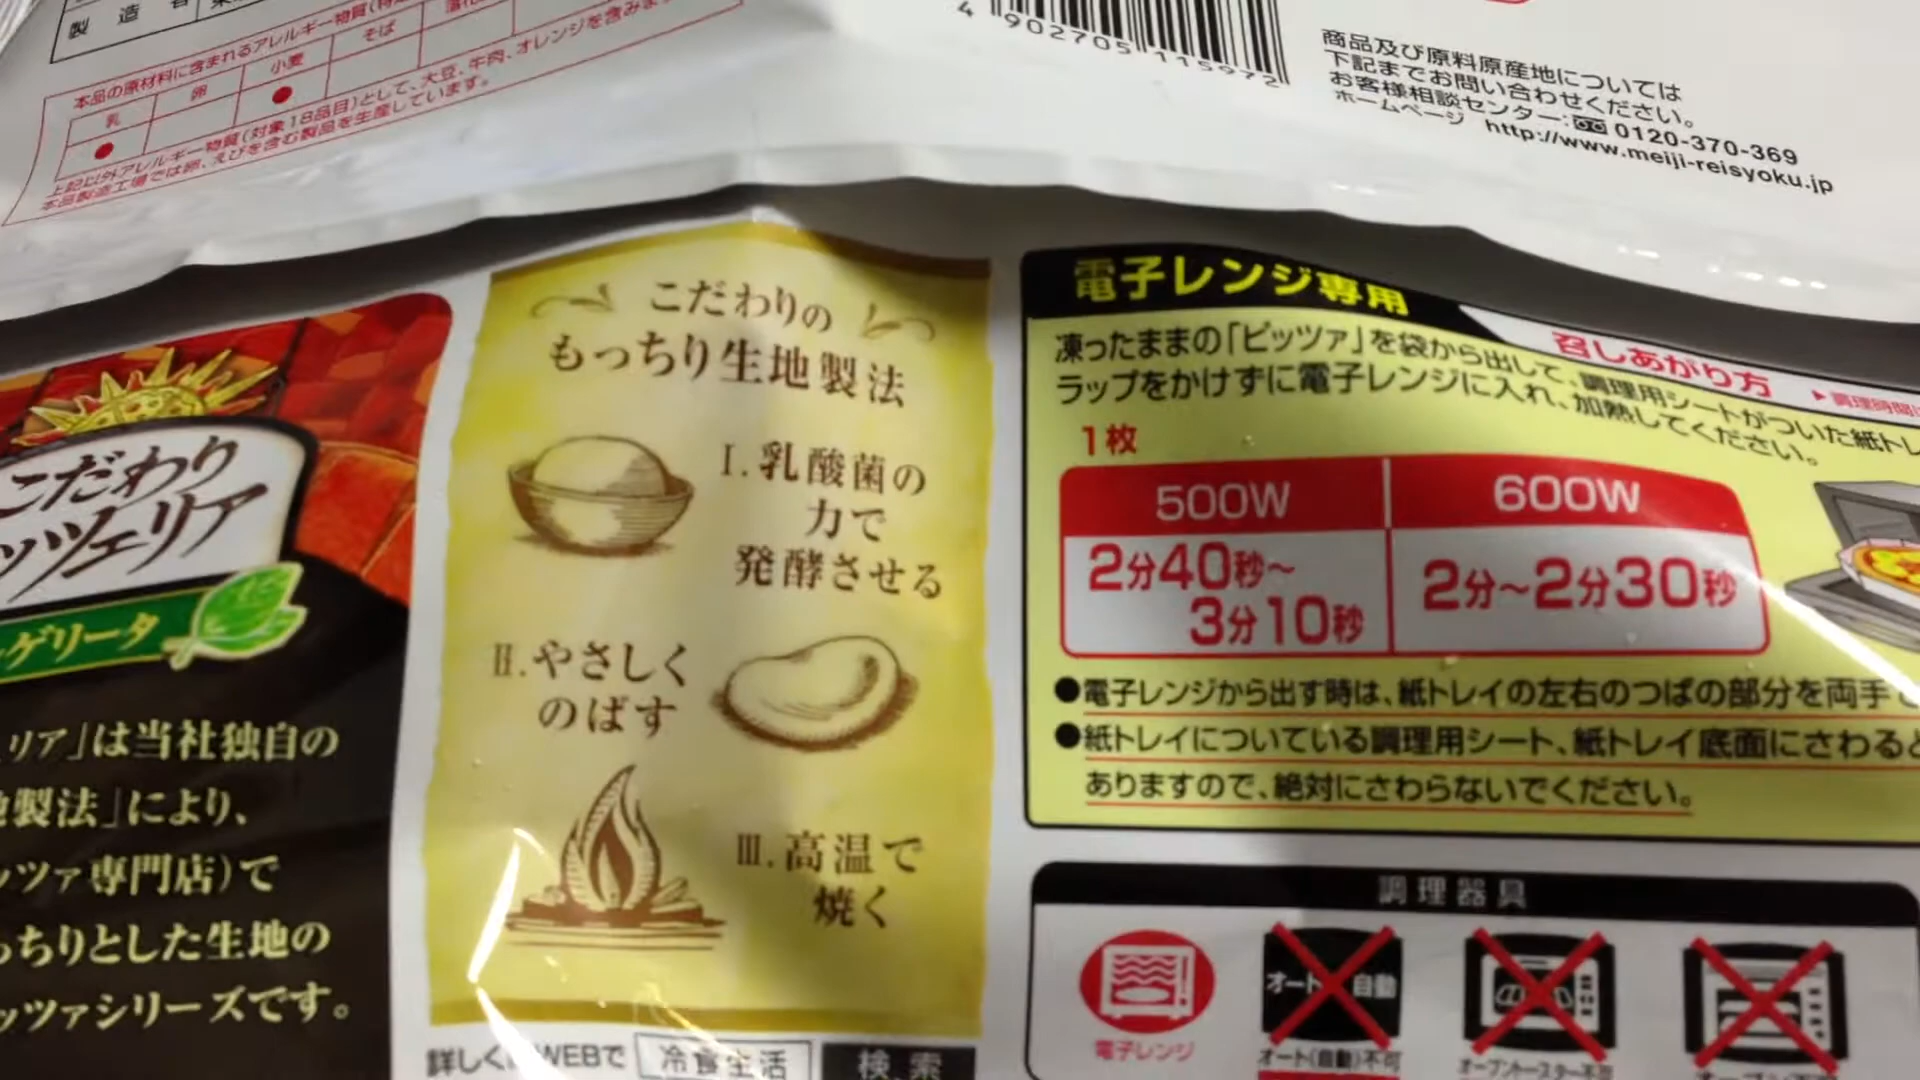 製造者
本品の原材料に含まれるアレルギー物質
乳 卵 小麦 そば
上記以外アレルギー物質(対象18品目)として、大豆、牛肉、オレンジを含みます
本品製造工場では卵、えびを含む製品を生産しています。
4 902705 115972
商品及び原料原産地については
下記までお問い合わせください。
お客様相談センター: 0120-370-369
ホームページ http://www.meiji-reisyoku.jp
こだわり
ッツェリア
ゲリータ
リア」は当社独自の
製法」により、
ッツァ専門店)で
っちりとした生地の
ッツァシリーズです。
こだわりの
もっちり生地製法
Ⅰ.乳酸菌の
力で
発酵させる
Ⅱ.やさしく
のばす
Ⅲ.高温で
焼く
詳しく WEBで 冷食生活 検索
電子レンジ専用
召しあがり方
▶調理時間
凍ったままの「ピッツァ」を袋から出して、調理用シートがついた紙トレ
ラップをかけずに電子レンジに入れ、加熱してください。
1枚
500W 600W
2分40秒~
3分10秒
2分~2分30秒
●電子レンジから出す時は、紙トレイの左右のつばの部分を両手
●紙トレイについている調理用シート、紙トレイ底面にさわると
ありますので、絶対にさわらないでください。
調理器具
オート 自動
電子レンジ オート(自動)不可 オーブントースター不可